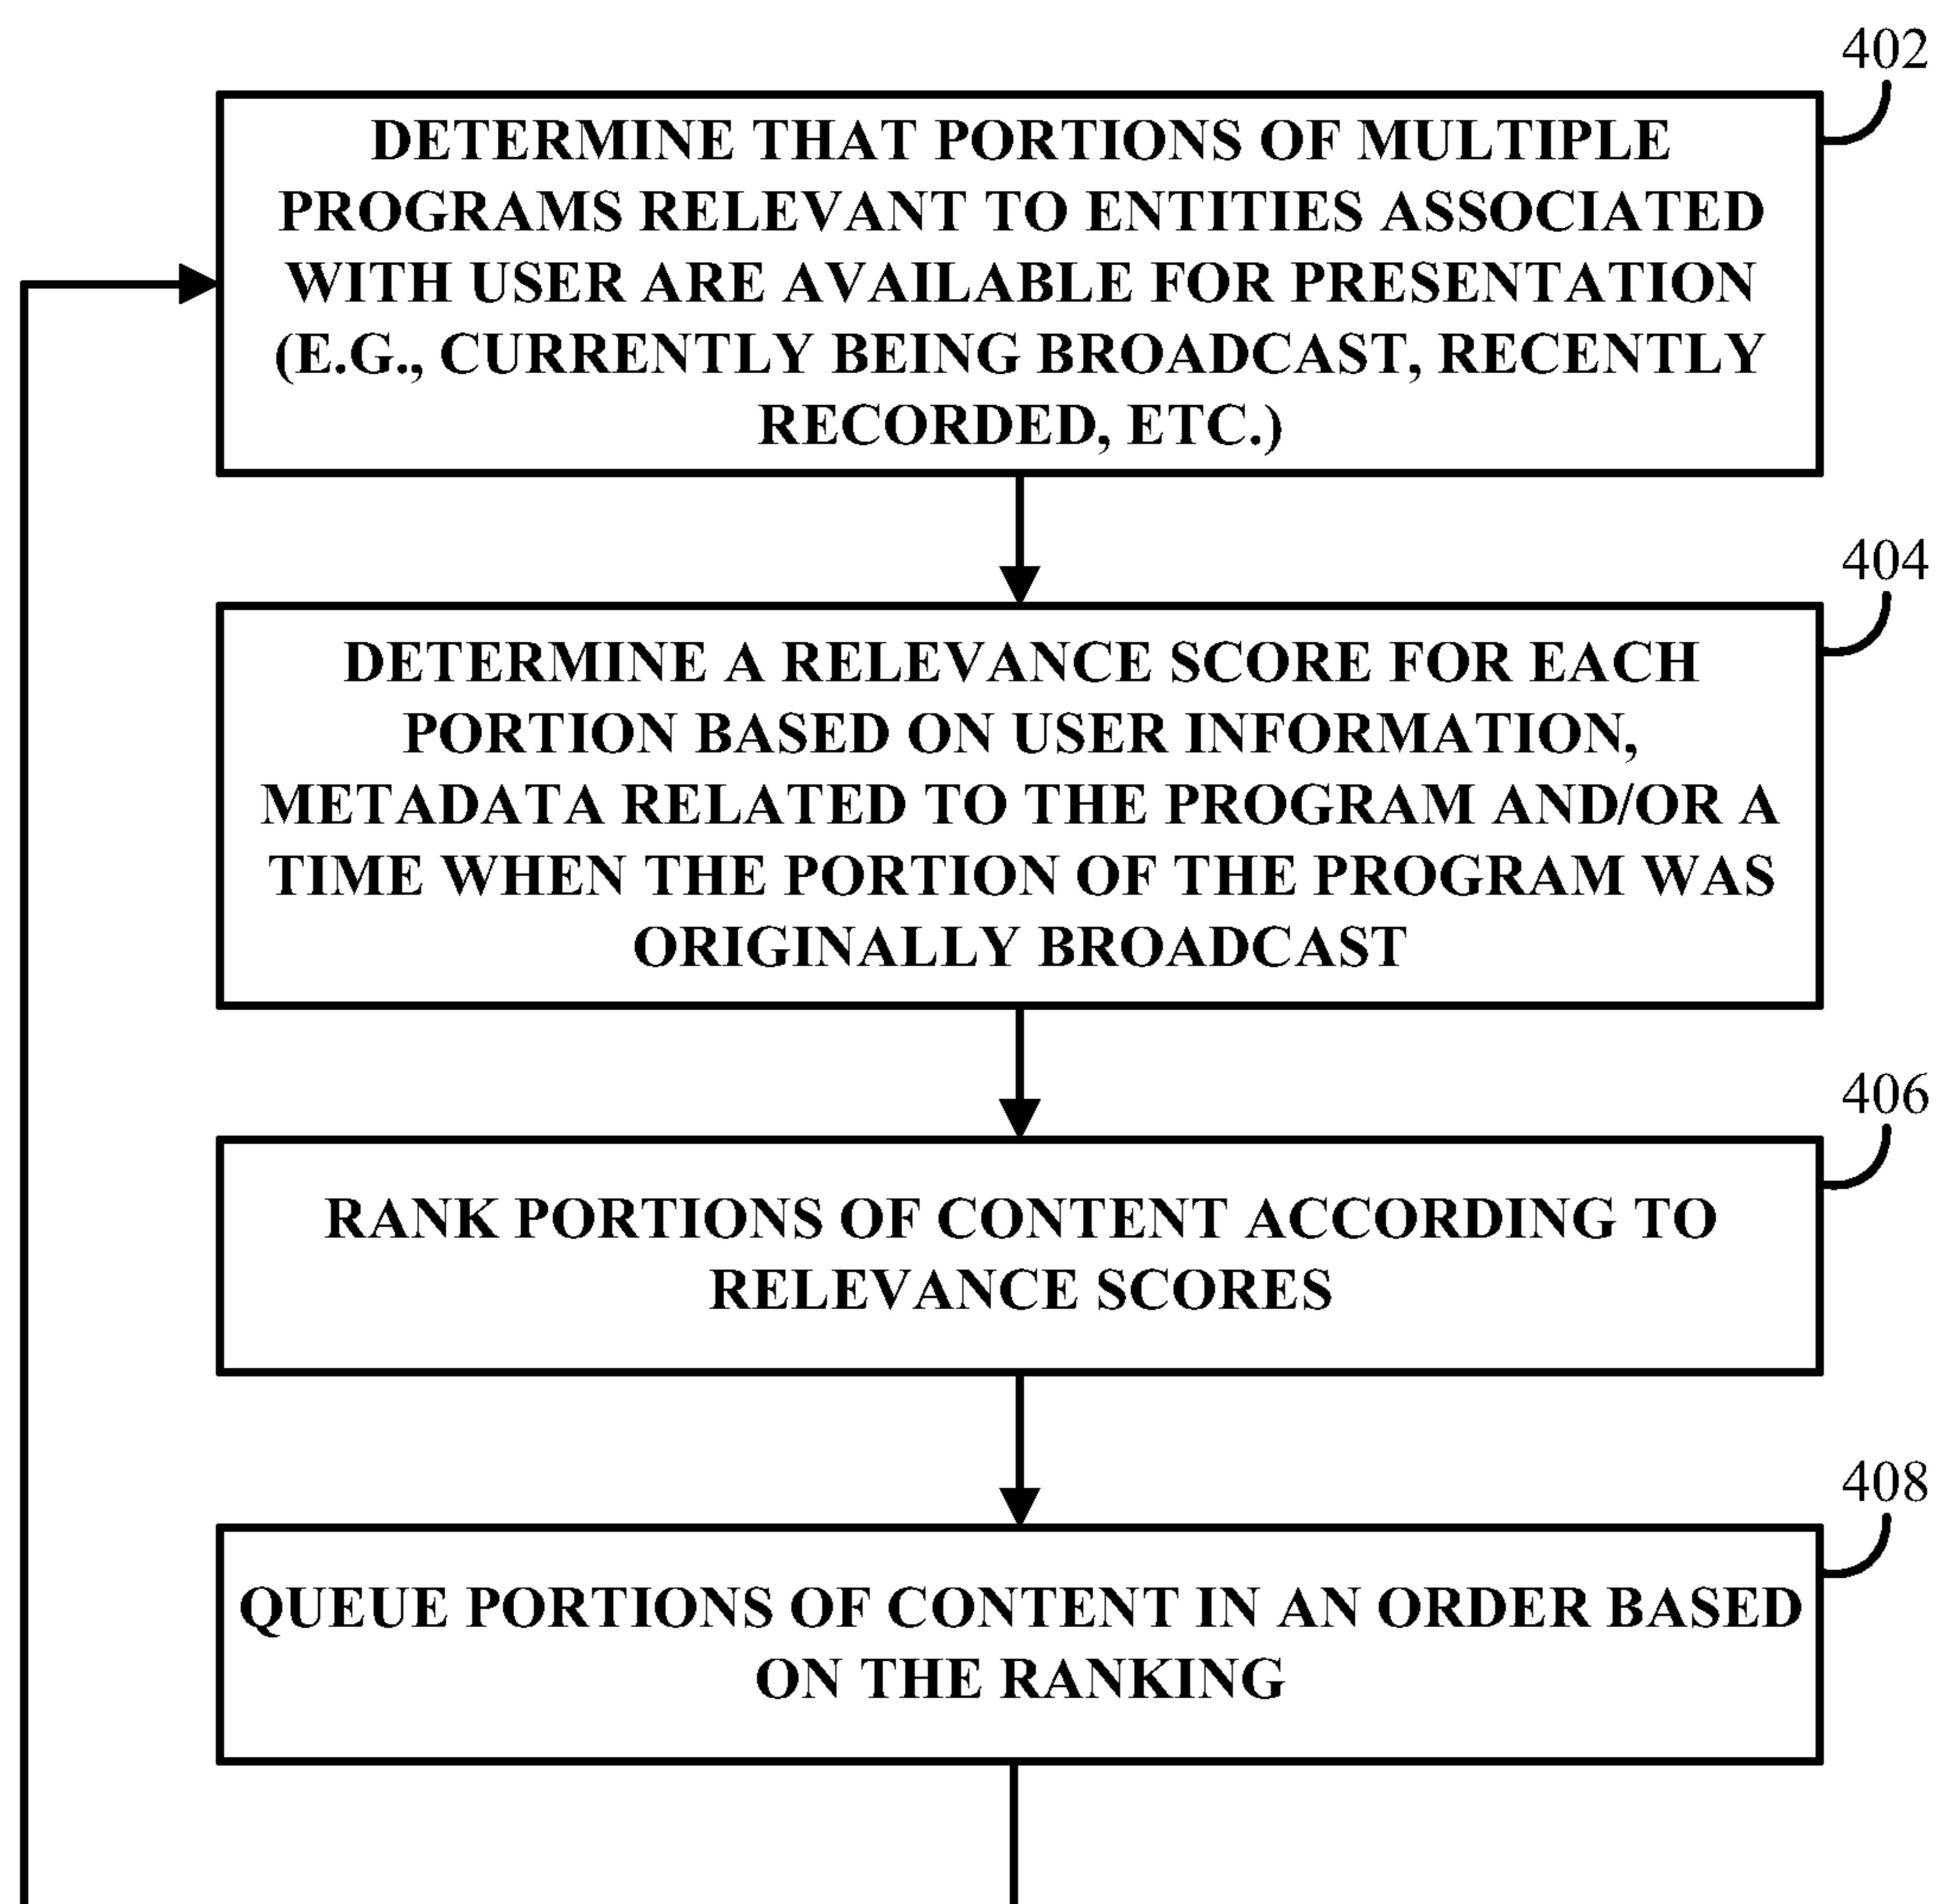 402
DETERMINE THAT PORTIONS OF MULTIPLE
PROGRAMS RELEVANT TO ENTITIES ASSOCIATED
WITH USER ARE AVAILABLE FOR PRESENTATION
(E.G., CURRENTLY BEING BROADCAST, RECENTLY
RECORDED, ETC.)
404
DETERMINE A RELEVANCE SCORE FOR EACH
PORTION BASED ON USER INFORMATION,
METADATA RELATED TO THE PROGRAM AND/OR A
TIME WHEN THE PORTION OF THE PROGRAM WAS
ORIGINALLY BROADCAST
406
RANK PORTIONS OF CONTENT ACCORDING TO
RELEVANCE SCORES
408
QUEUE PORTIONS OF CONTENT IN AN ORDER BASED
ON THE RANKING